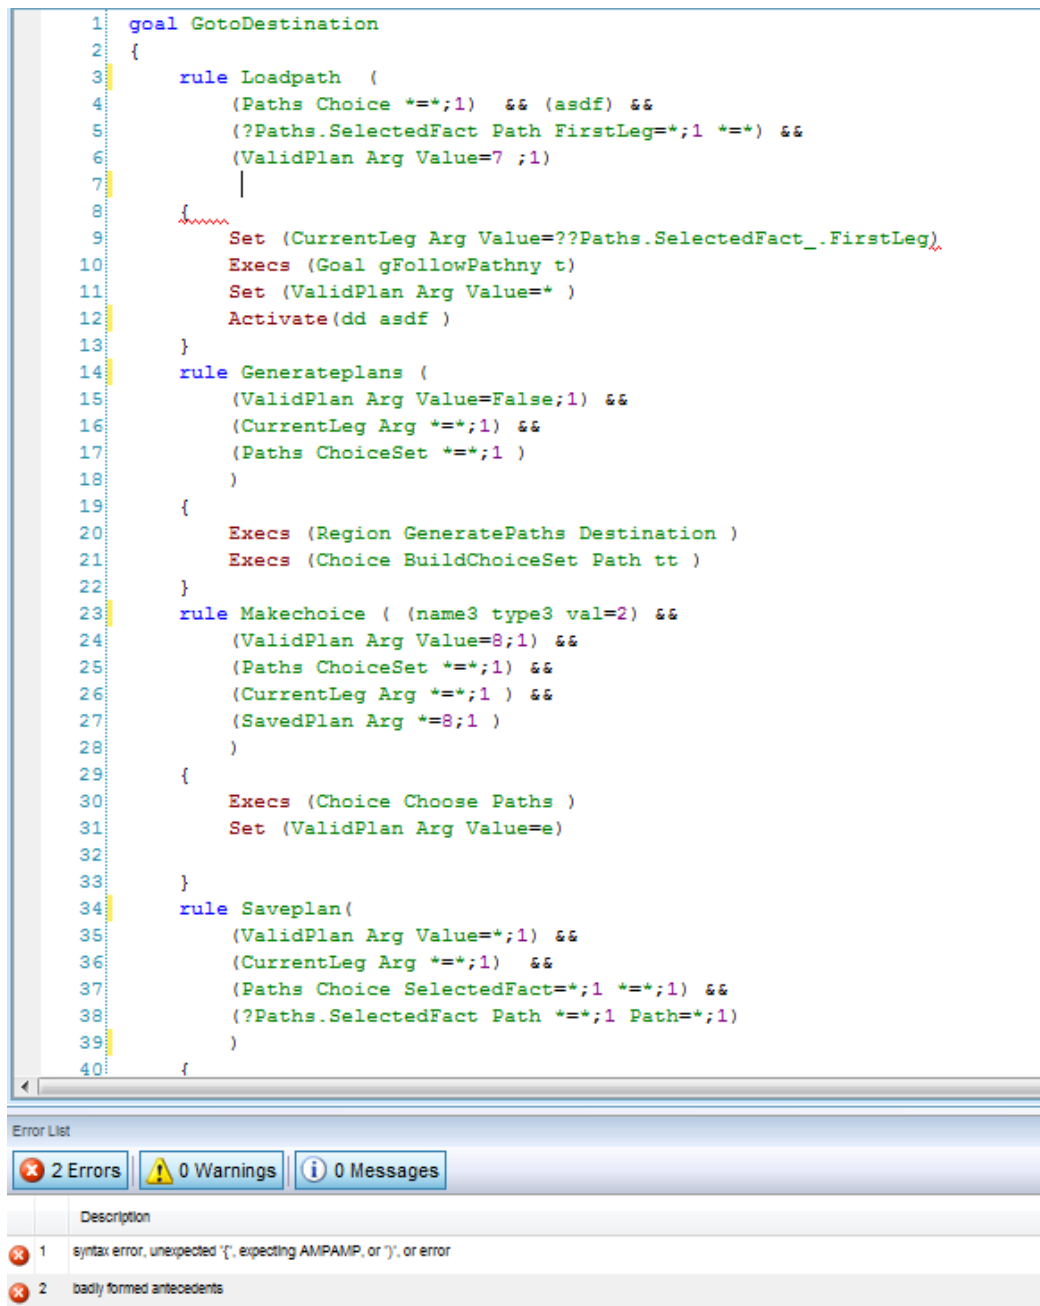 1 goal GotoDestination
2 {
3 rule Loadpath (
4 (Paths Choice *=*;1) && (asdf) &&
5 (?Paths.SelectedFact Path FirstLeg=*;1 *=*) &&
6 (ValidPlan Arg Value=7 ;1)
7
8 {
9 Set (CurrentLeg Arg Value=??Paths.SelectedFact_.FirstLeg)
10 Execs (Goal gFollowPathny t)
11 Set (ValidPlan Arg Value=* )
12 Activate(dd asdf )
13 }
14 rule Generateplans (
15 (ValidPlan Arg Value=False;1) &&
16 (CurrentLeg Arg *=*;1) &&
17 (Paths ChoiceSet *=*;1 )
18 )
19 {
20 Execs (Region GeneratePaths Destination )
21 Execs (Choice BuildChoiceSet Path tt )
22 }
23 rule Makechoice ( (name3 type3 val=2) &&
24 (ValidPlan Arg Value=8;1) &&
25 (Paths ChoiceSet *=*;1) &&
26 (CurrentLeg Arg *=*;1 ) &&
27 (SavedPlan Arg *=8;1 )
28 )
29 {
30 Execs (Choice Choose Paths )
31 Set (ValidPlan Arg Value=e)
32
33 }
34 rule Saveplan(
35 (ValidPlan Arg Value=*;1) &&
36 (CurrentLeg Arg *=*;1) &&
37 (Paths Choice SelectedFact=*;1 *=*;1) &&
38 (?Paths.SelectedFact Path *=*;1 Path=*;1)
39 )
40 {
Error List
2 Errors 0 Warnings 0 Messages
Description
1 syntax error, unexpected '{', expecting AMPAMP, or ')', or error
2 badly formed antecedents